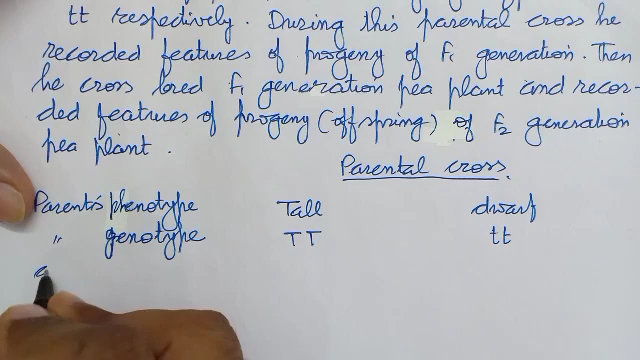 tt respectively. During this parental cross he
recorded features of progeny of F1 generation. Then
he cross bred F1 generation pea plant and recor-
ded features of progeny (offspring) of F2 generation
pea plant.
Parental cross.
Parent's phenotype Tall dwarf
" genotype TT tt